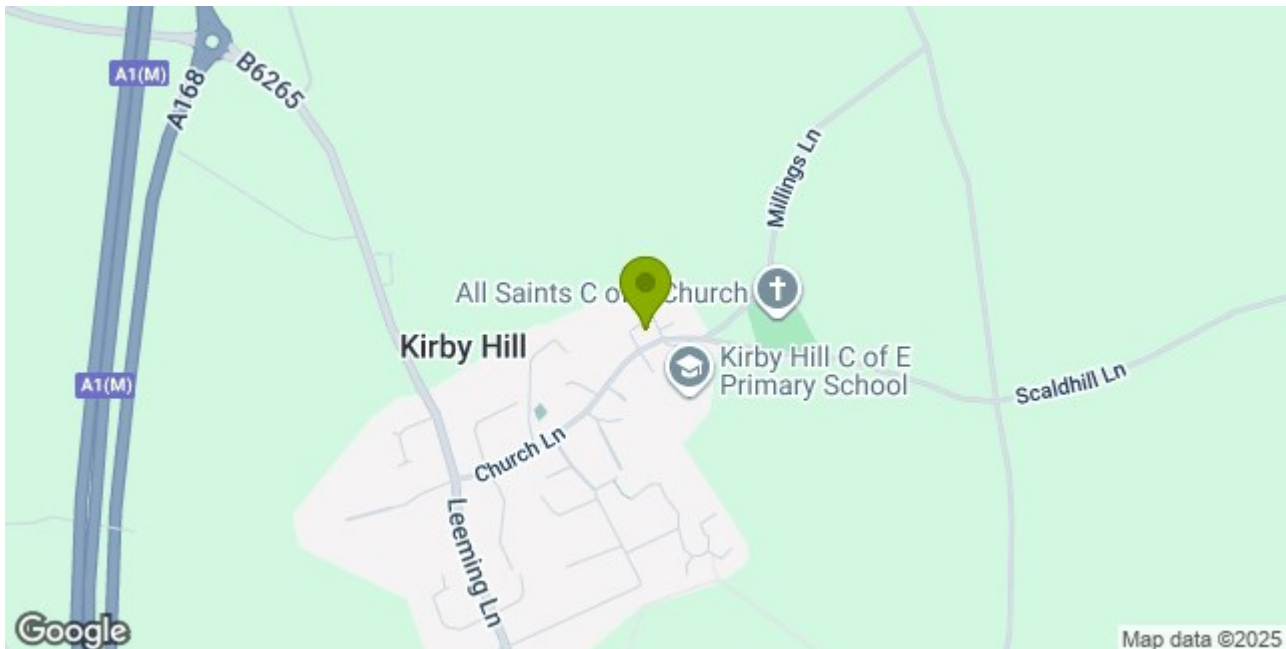 A1(M)
A168
B6265
Millings Ln
All Saints C of Church
Kirby Hill
Kirby Hill C of E
Primary School
A1(M)
Scaldhill Ln
Church Ln
Leeming Ln
Google
Map data ©2025